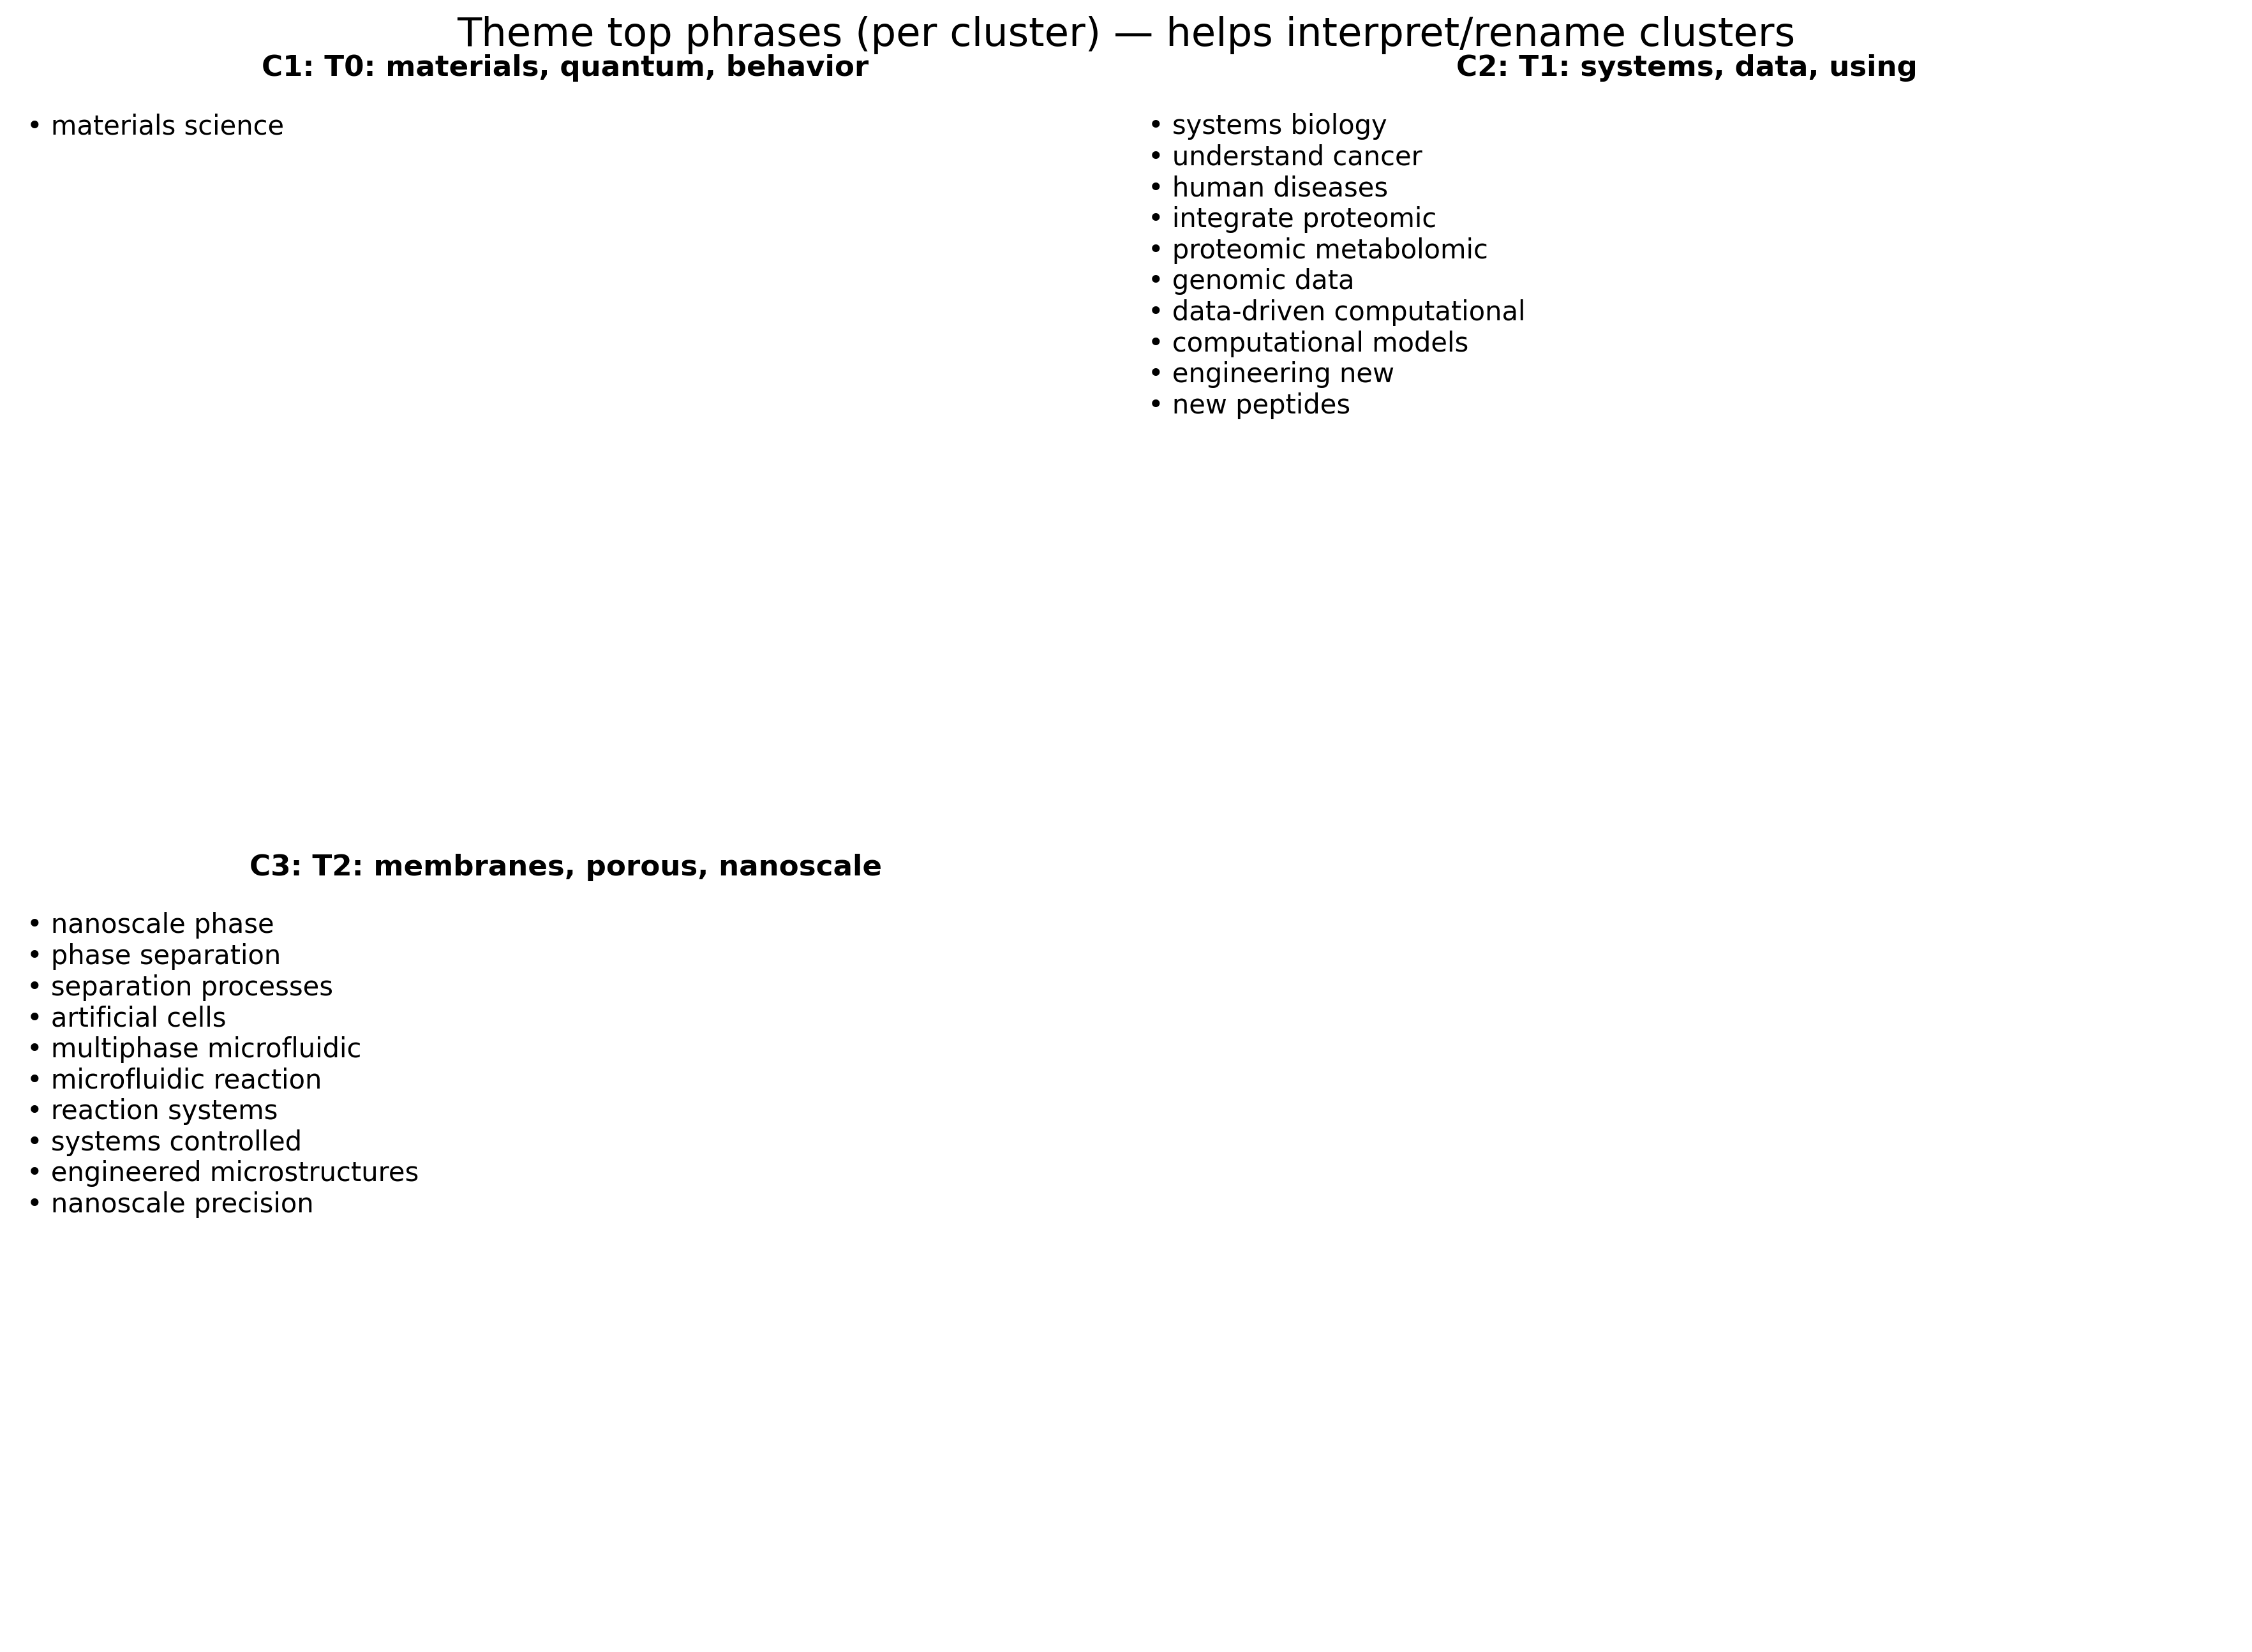 Theme top phrases (per cluster) — helps interpret/rename clusters
C1: T0: materials, quantum, behavior
• materials science
C2: T1: systems, data, using
• systems biology
• understand cancer
• human diseases
• integrate proteomic
• proteomic metabolomic
• genomic data
• data-driven computational
• computational models
• engineering new
• new peptides
C3: T2: membranes, porous, nanoscale
• nanoscale phase
• phase separation
• separation processes
• artificial cells
• multiphase microfluidic
• microfluidic reaction
• reaction systems
• systems controlled
• engineered microstructures
• nanoscale precision